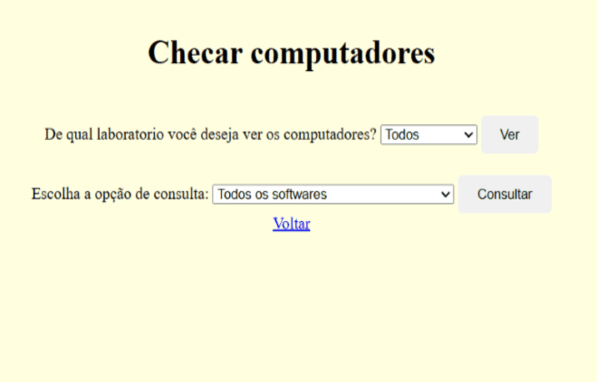 Checar computadores
De qual laboratorio você deseja ver os computadores? Todos Ver
Escolha a opção de consulta: Todos os softwares Consultar
Voltar